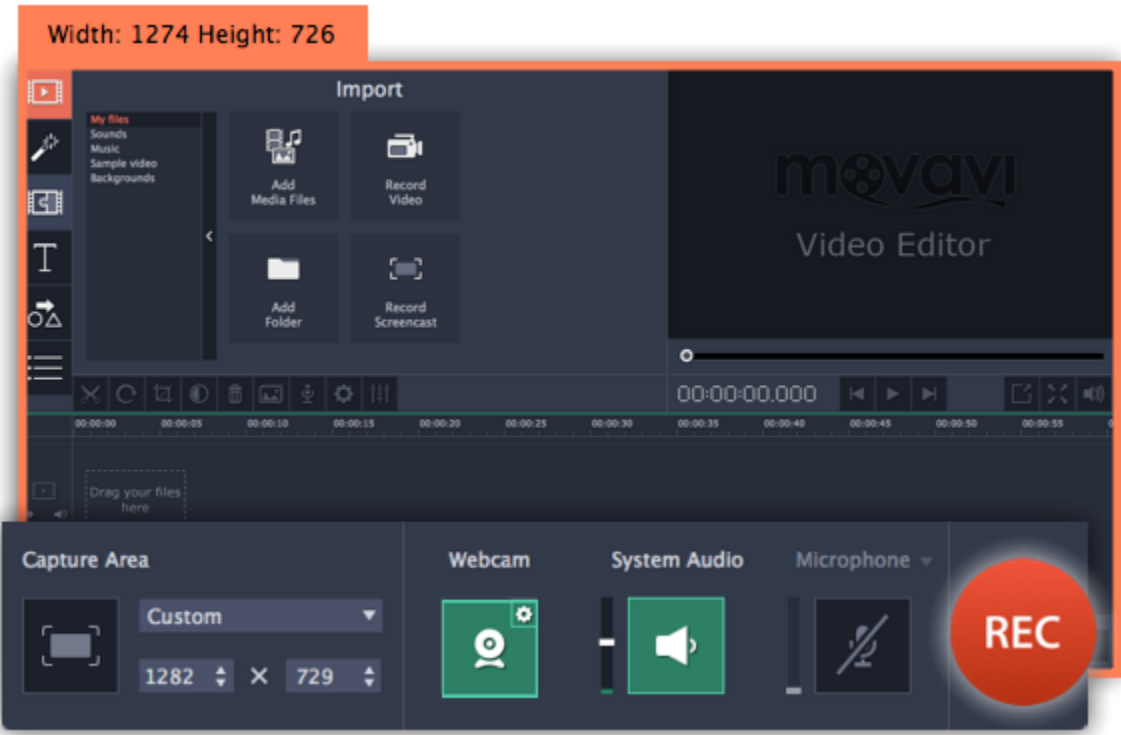 Width: 1274 Height: 726
Import
My files
Sounds
Music
Sample video
Backgrounds
Add
Media Files
Record
Video
Add
Folder
Record
Screencast
movavi
Video Editor
T
00:00:00.000
00:00:00 00:00:05 00:00:10 00:00:15 00:00:20 00:00:25 00:00:30 00:00:35 00:00:40 00:00:45 00:00:50 00:00:55
Drag your files
here
Capture Area
Custom
1282 × 729
Webcam
System Audio
Microphone
REC